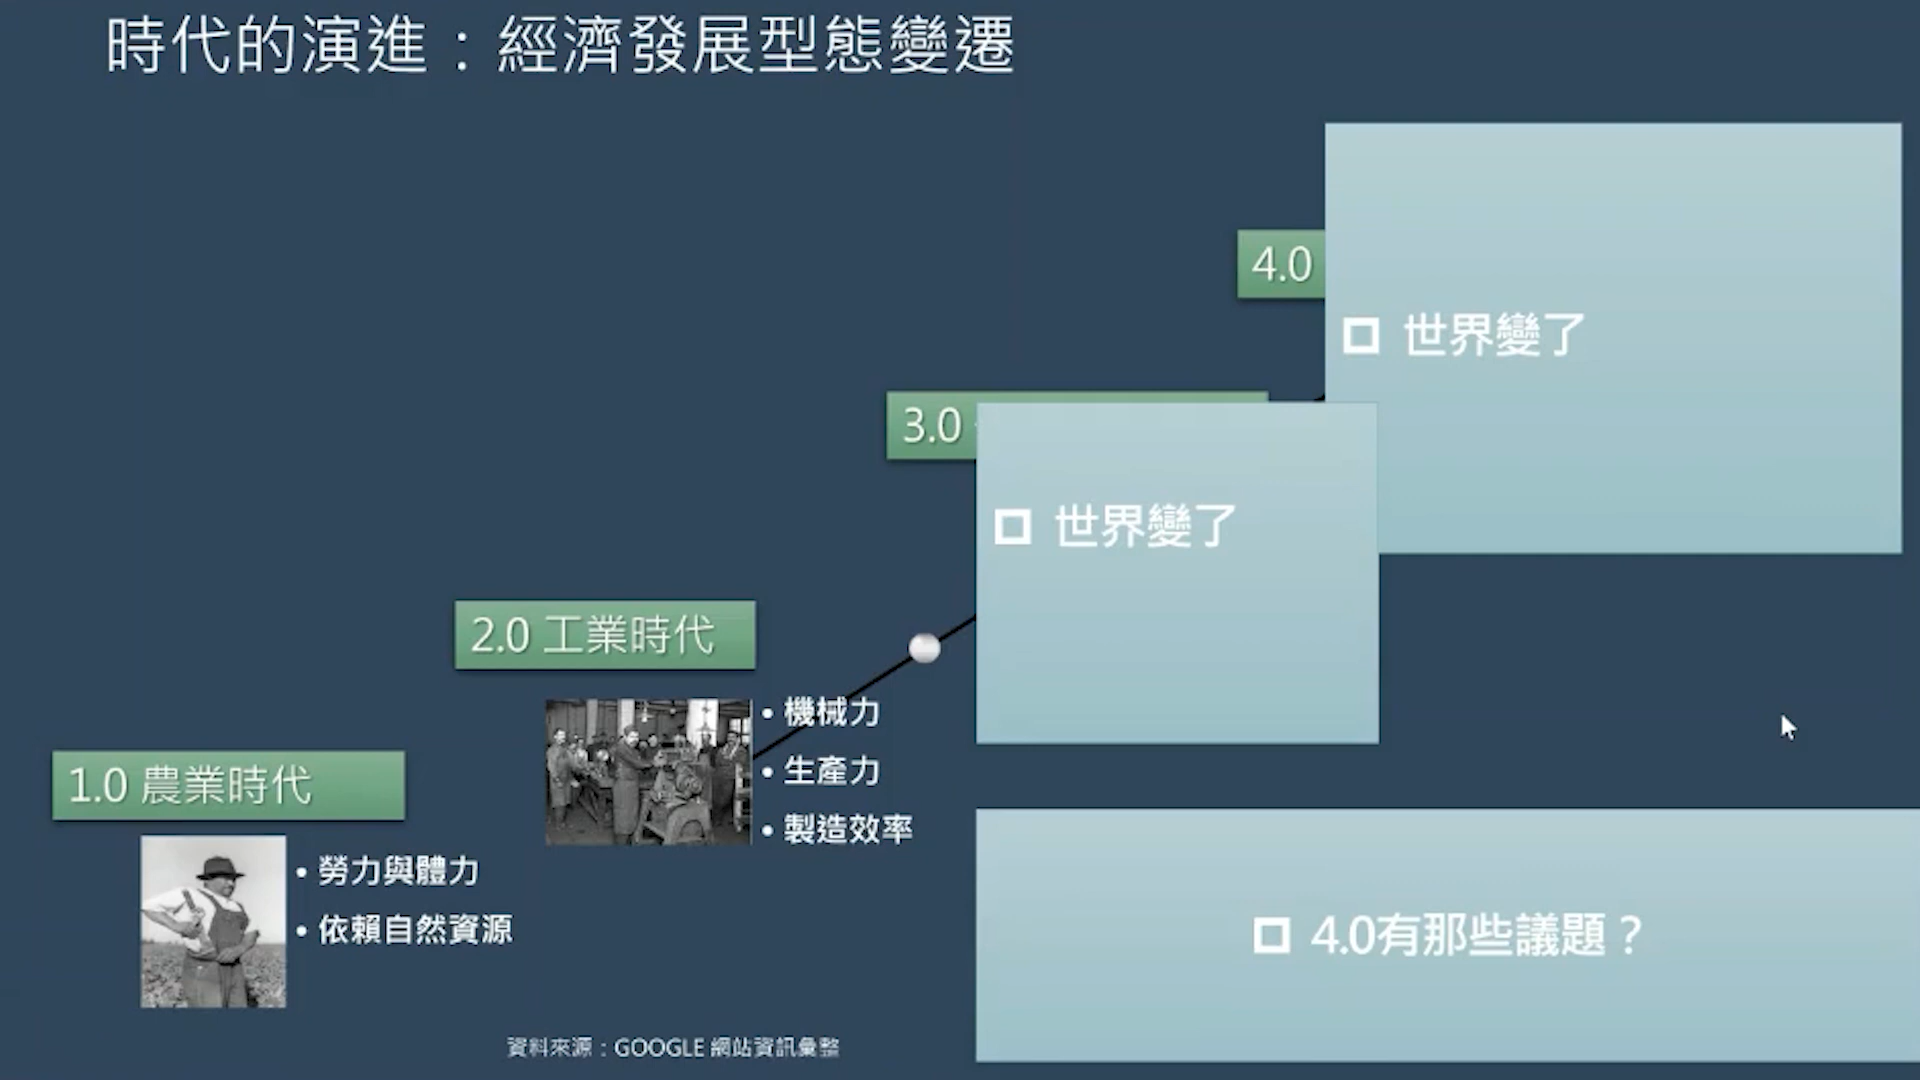 時代的演進：經濟發展型態變遷
4.0
世界變了
3.0
世界變了
2.0 工業時代
• 機械力
• 生產力
• 製造效率
1.0 農業時代
• 勞力與體力
• 依賴自然資源
4.0有那些議題？
資料來源：GOOGLE 網站資訊彙整